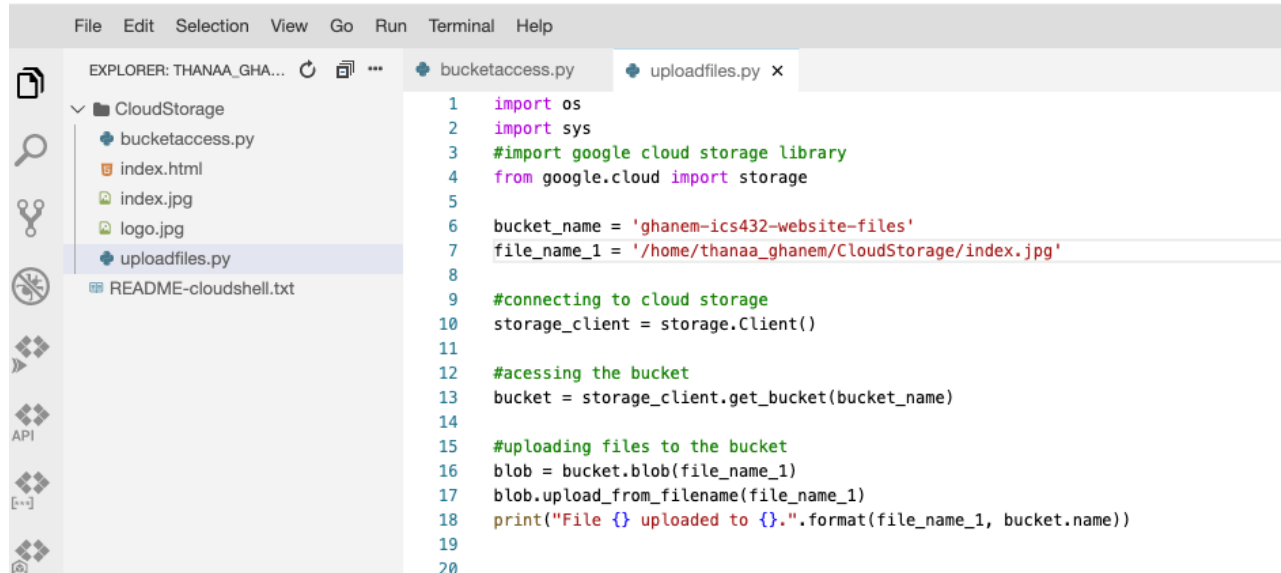 File Edit Selection View Go Run Terminal Help
EXPLORER: THANAA_GHA...
CloudStorage
bucketaccess.py
index.html
index.jpg
logo.jpg
uploadfiles.py
README-cloudshell.txt
API
bucketaccess.py uploadfiles.py
1 import os
2 import sys
3 #import google cloud storage library
4 from google.cloud import storage
5
6 bucket_name = 'ghanem-ics432-website-files'
7 file_name_1 = '/home/thanaa_ghanem/CloudStorage/index.jpg'
8
9 #connecting to cloud storage
10 storage_client = storage.Client()
11
12 #acessing the bucket
13 bucket = storage_client.get_bucket(bucket_name)
14
15 #uploading files to the bucket
16 blob = bucket.blob(file_name_1)
17 blob.upload_from_filename(file_name_1)
18 print("File {} uploaded to {}.".format(file_name_1, bucket.name))
19
20